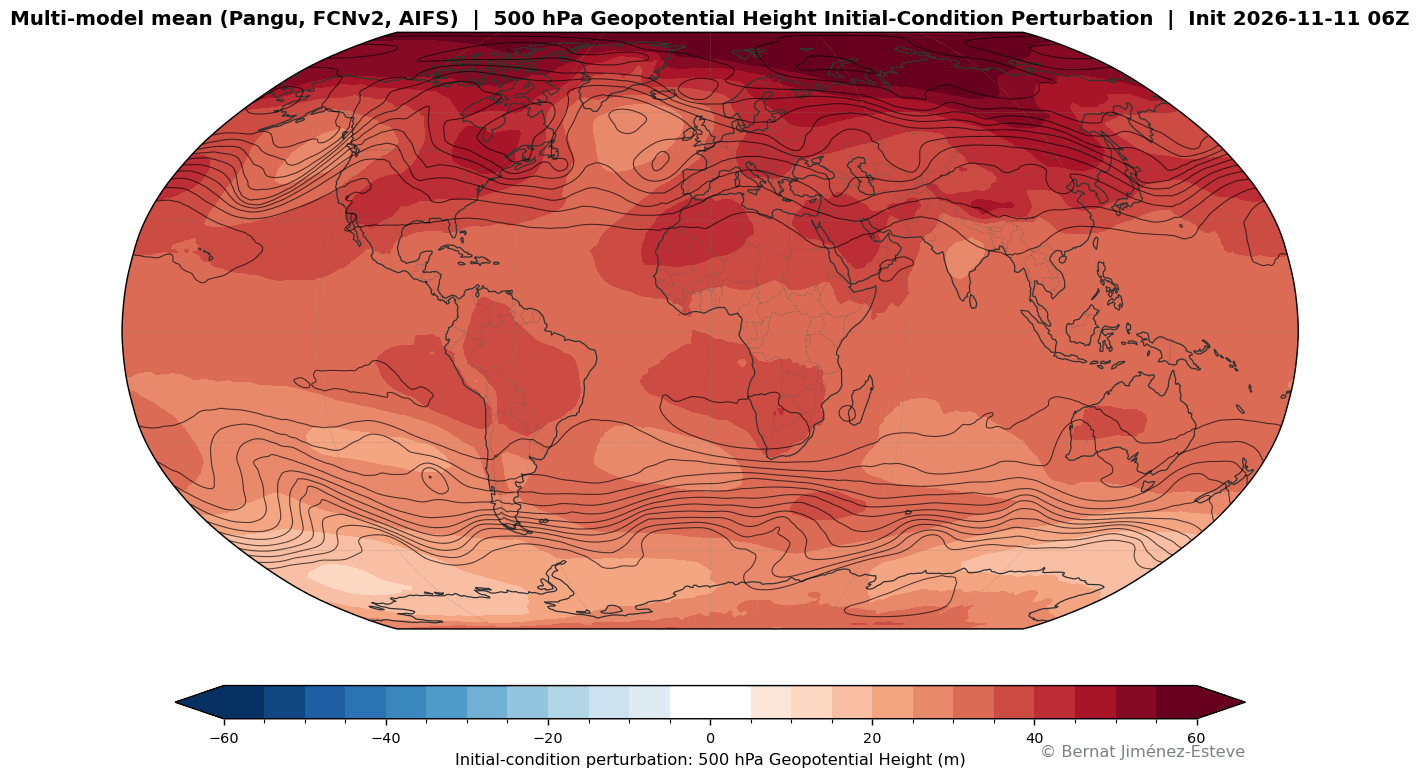 Multi-model mean (Pangu, FCNv2, AIFS)  |  500 hPa Geopotential Height Initial-Condition Perturbation  |  Init 2026-11-11 06Z
−60 −40 −20 0 20 40 60
Initial-condition perturbation: 500 hPa Geopotential Height (m)
© Bernat Jiménez-Esteve